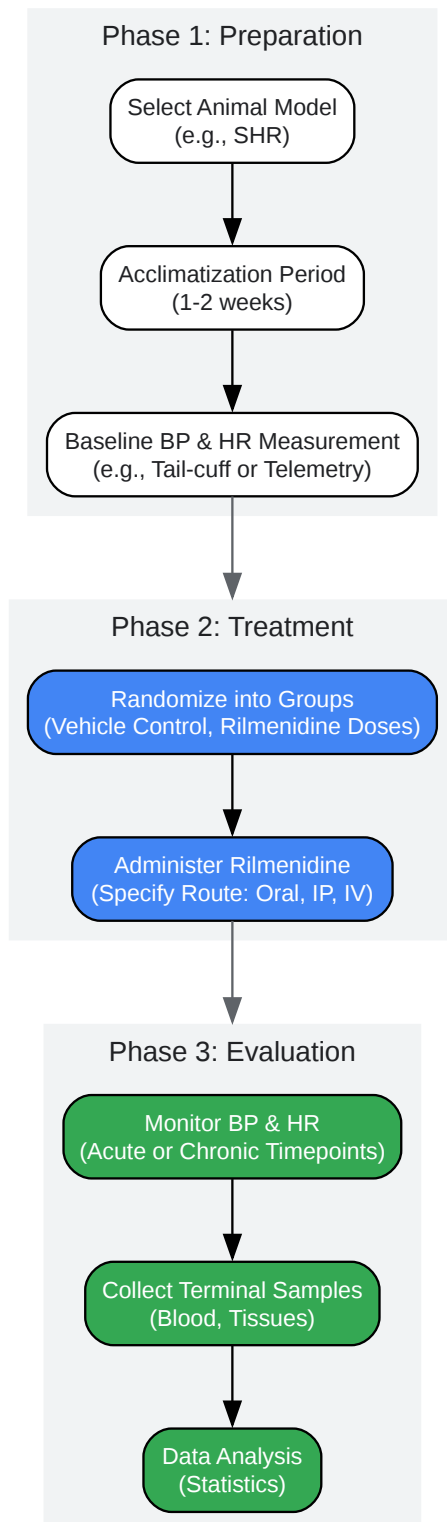 Phase 1: Preparation
Select Animal Model
(e.g., SHR)
Acclimatization Period
(1-2 weeks)
Baseline BP & HR Measurement
(e.g., Tail-cuff or Telemetry)
Phase 2: Treatment
Randomize into Groups
(Vehicle Control, Rilmenidine Doses)
Administer Rilmenidine
(Specify Route: Oral, IP, IV)
Phase 3: Evaluation
Monitor BP & HR
(Acute or Chronic Timepoints)
Collect Terminal Samples
(Blood, Tissues)
Data Analysis
(Statistics)